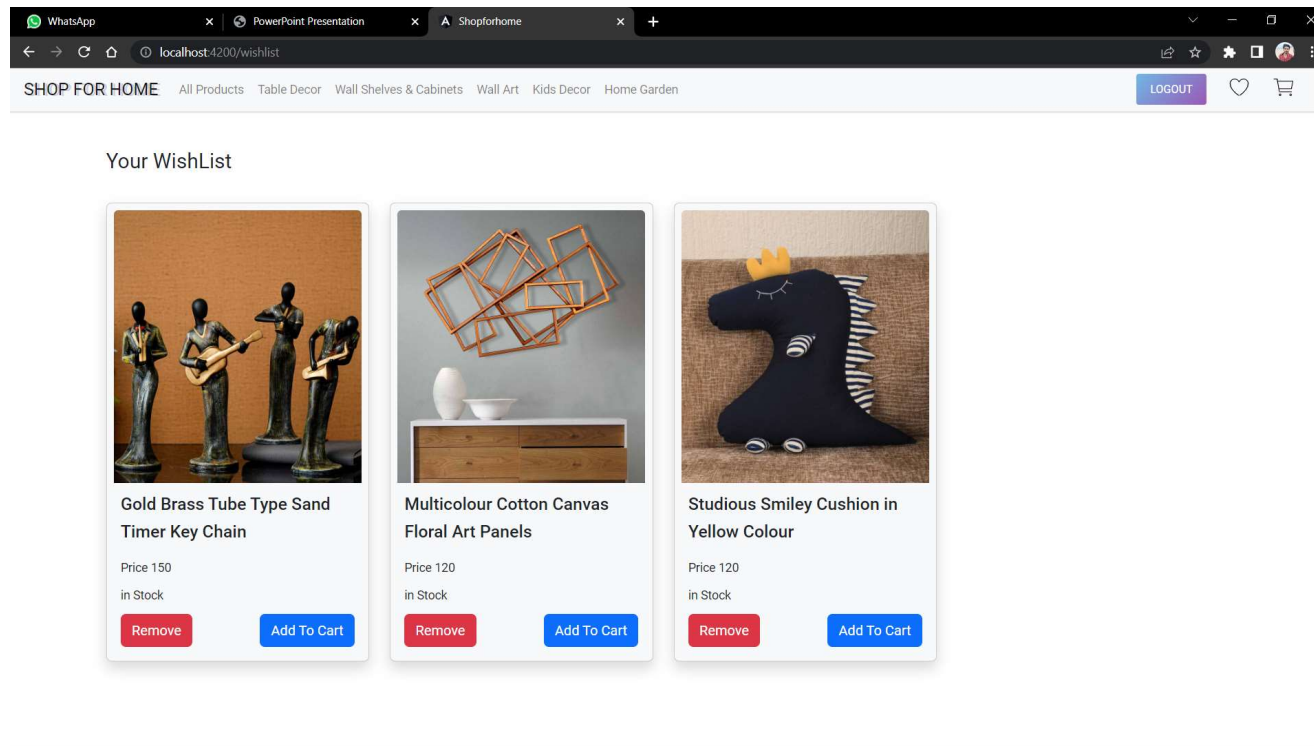 WhatsApp
PowerPoint Presentation
A Shopforhome
localhost:4200/wishlist
SHOP FOR HOME All Products Table Decor Wall Shelves & Cabinets Wall Art Kids Decor Home Garden LOGOUT
Your WishList
Gold Brass Tube Type Sand
Timer Key Chain
Price 150
in Stock
Remove Add To Cart
Multicolour Cotton Canvas
Floral Art Panels
Price 120
in Stock
Remove Add To Cart
Studious Smiley Cushion in
Yellow Colour
Price 120
in Stock
Remove Add To Cart